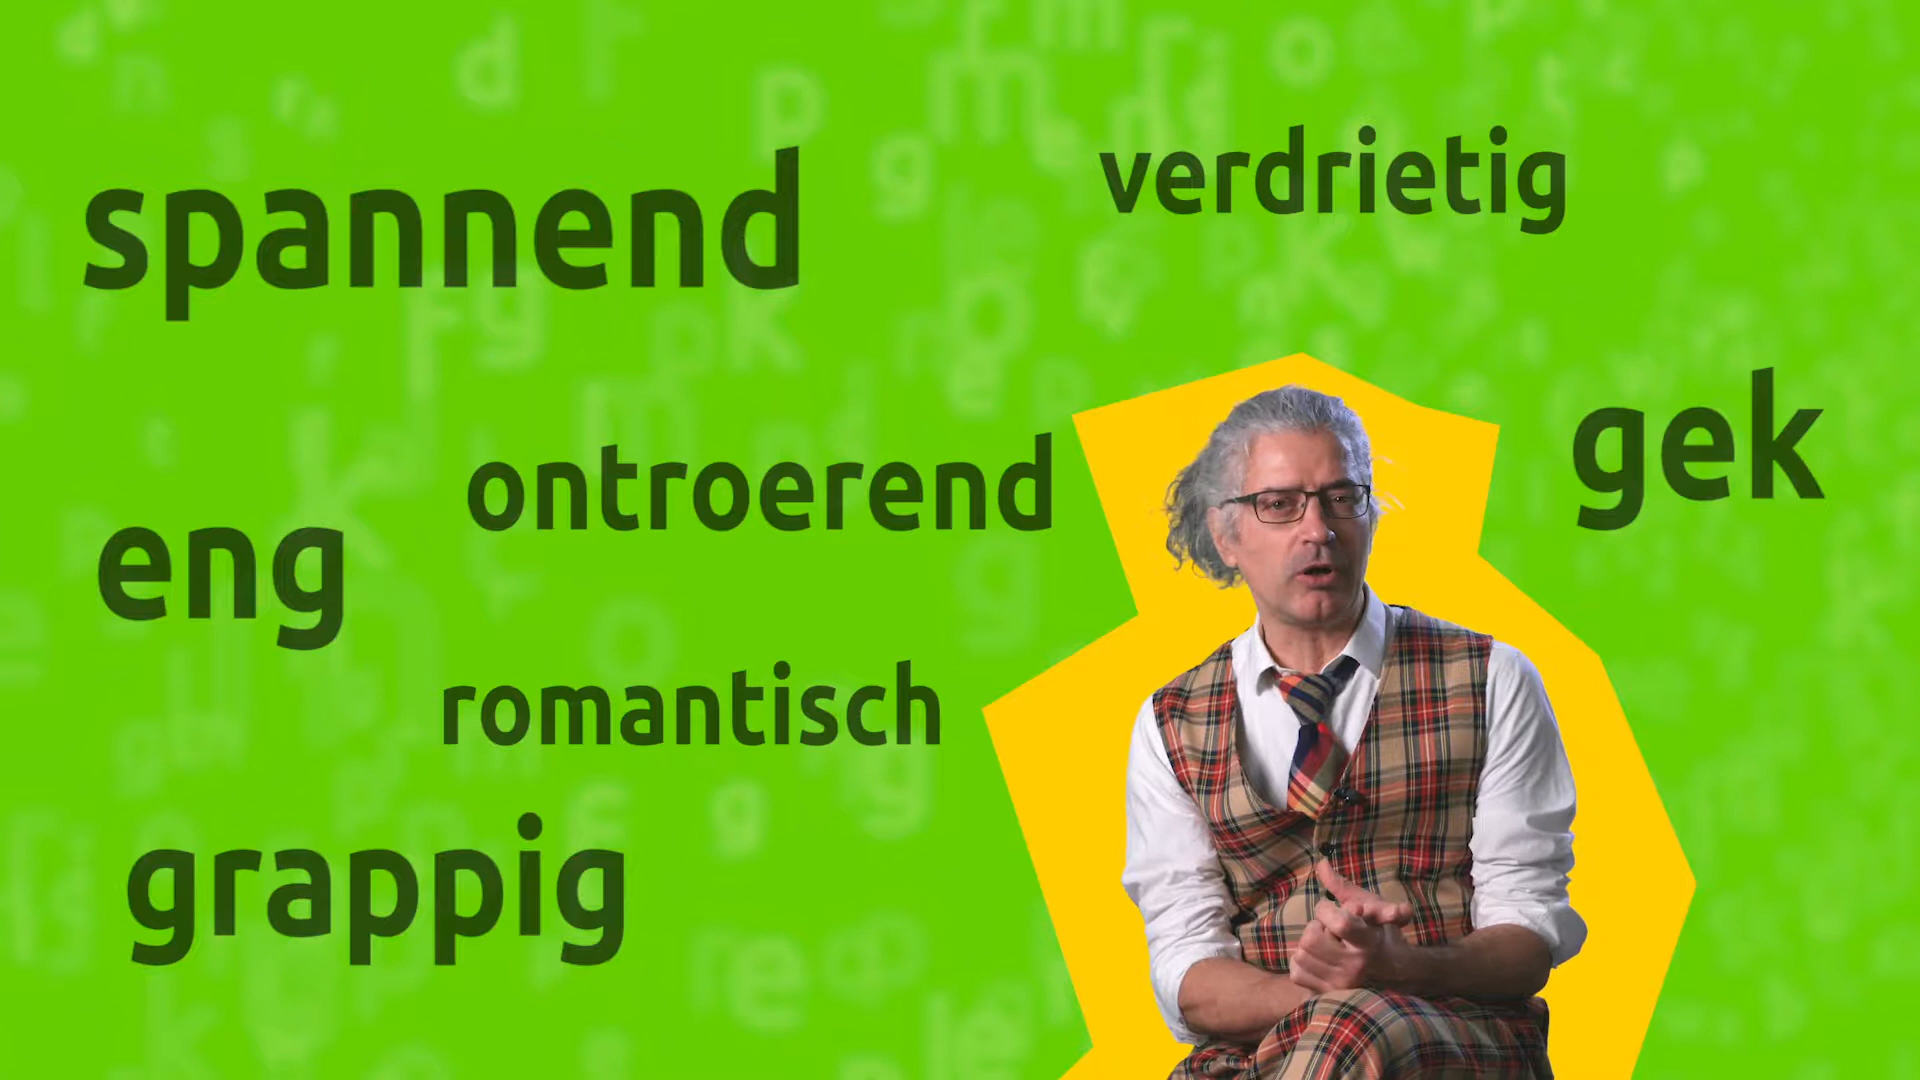 spannend
verdrietig
gek
ontroerend
eng
romantisch
grappig